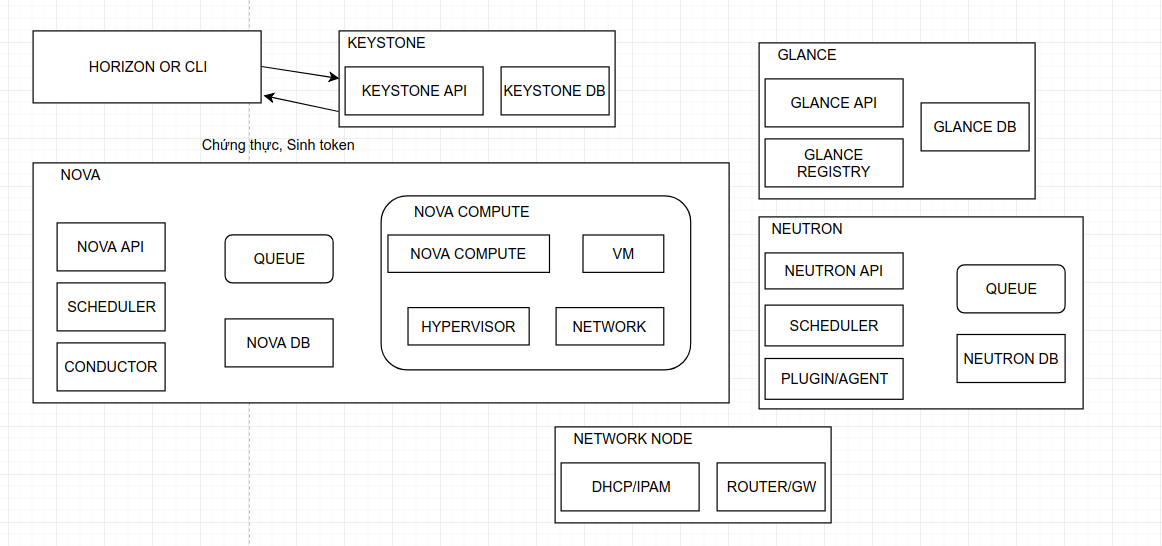 HORIZON OR CLI
KEYSTONE
KEYSTONE API
KEYSTONE DB
Chứng thực, Sinh token
GLANCE
GLANCE API
GLANCE
REGISTRY
GLANCE DB
NOVA
NOVA API
SCHEDULER
CONDUCTOR
QUEUE
NOVA DB
NOVA COMPUTE
NOVA COMPUTE
VM
HYPERVISOR
NETWORK
NEUTRON
NEUTRON API
SCHEDULER
PLUGIN/AGENT
QUEUE
NEUTRON DB
NETWORK NODE
DHCP/IPAM
ROUTER/GW